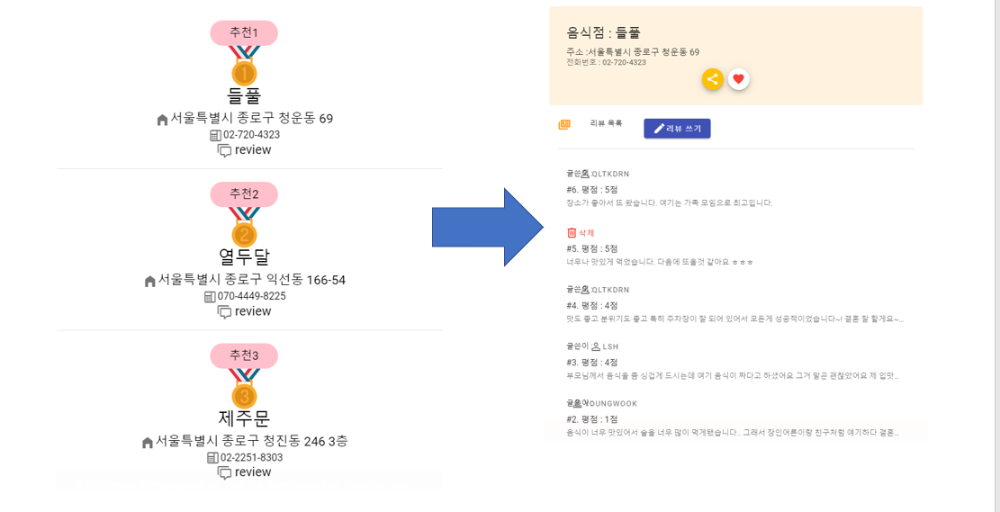 추천1
1
들풀
서울특별시 종로구 청운동 69
02-720-4323
review
추천2
2
열두달
서울특별시 종로구 익선동 166-54
070-4449-8225
review
추천3
3
제주문
서울특별시 종로구 청진동 246 3층
02-2251-8303
review
음식점 : 들풀
주소 :서울특별시 종로구 청운동 69
전화번호 : 02-720-4323
리뷰 목록
리뷰 쓰기
글쓴이 QLTKDRN
#6. 평점 : 5점
장소가 좋아서 또 왔습니다. 여기는 가족 모임으로 최고입니다.
삭제
#5. 평점 : 5점
너무나 맛있게 먹었습니다. 다음에 또올것 같아요 ㅎㅎㅎ
글쓴이 QLTKDRN
#4. 평점 : 4점
맛도 좋고 분위기도 좋고 특히 주차장이 잘 되어 있어서 모든게 성공적이었습니다~! 결혼 잘 할게요~...
글쓴이 LSH
#3. 평점 : 4점
부모님께서 음식을 좀 싱겁게 드시는데 여기 음식이 짜다고 하셨어요 그거 말곤 괜찮았어요 제 입맛...
글쓴이 YOUNGWOOK
#2. 평점 : 1점
음식이 너무 맛있어서 술을 너무 많이 먹게됐습니다.. 그래서 장인어른이랑 친구처럼 얘기하다 결혼...